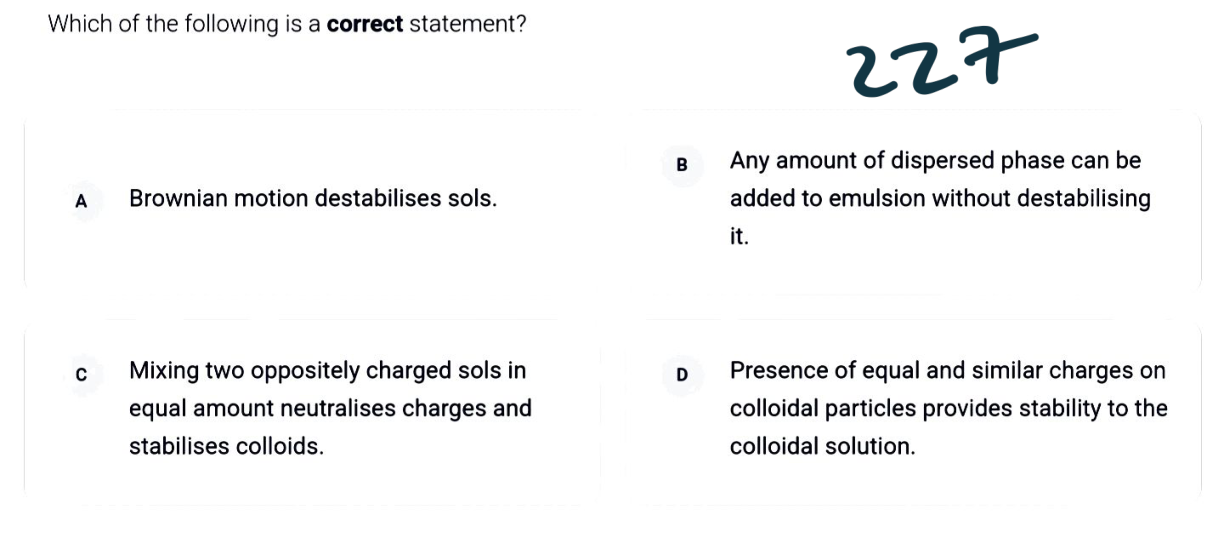 Which of the following is a correct statement?
227
A Brownian motion destabilises sols.
B Any amount of dispersed phase can be
added to emulsion without destabilising
it.
C Mixing two oppositely charged sols in
equal amount neutralises charges and
stabilises colloids.
D Presence of equal and similar charges on
colloidal particles provides stability to the
colloidal solution.